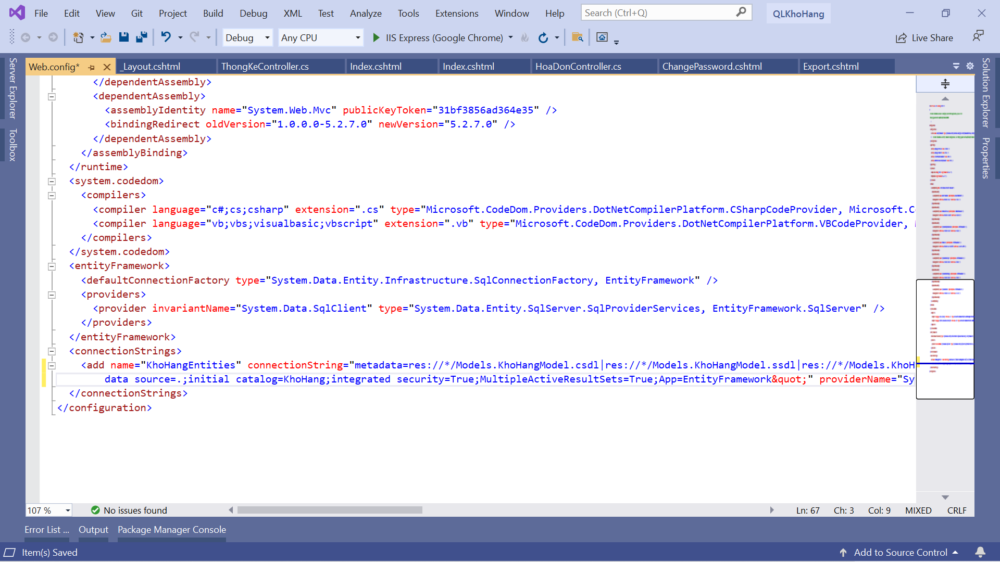 File Edit View Git Project Build Debug XML Test Analyze Tools Extensions Window Help Search (Ctrl+Q) QLKhoHang
Debug Any CPU IIS Express (Google Chrome) Live Share
Server Explorer
Toolbox
Web.config* _Layout.cshtml ThongKeController.cs Index.cshtml Index.cshtml HoaDonController.cs ChangePassword.cshtml Export.cshtml
</dependentAssembly>
<dependentAssembly>
<assemblyIdentity name="System.Web.Mvc" publicKeyToken="31bf3856ad364e35" />
<bindingRedirect oldVersion="1.0.0.0-5.2.7.0" newVersion="5.2.7.0" />
</dependentAssembly>
</assemblyBinding>
</runtime>
<system.codedom>
<compilers>
<compiler language="c#;cs;csharp" extension=".cs" type="Microsoft.CodeDom.Providers.DotNetCompilerPlatform.CSharpCodeProvider, Microsoft.C
<compiler language="vb;vbs;visualbasic;vbscript" extension=".vb" type="Microsoft.CodeDom.Providers.DotNetCompilerPlatform.VBCodeProvider,
</compilers>
</system.codedom>
<entityFramework>
<defaultConnectionFactory type="System.Data.Entity.Infrastructure.SqlConnectionFactory, EntityFramework" />
<providers>
<provider invariantName="System.Data.SqlClient" type="System.Data.Entity.SqlServer.SqlProviderServices, EntityFramework.SqlServer" />
</providers>
</entityFramework>
<connectionStrings>
<add name="KhoHangEntities" connectionString="metadata=res://*/Models.KhoHangModel.csdl|res://*/Models.KhoHangModel.ssdl|res://*/Models.KhoH
data source=.;initial catalog=KhoHang;integrated security=True;MultipleActiveResultSets=True;App=EntityFramework&quot;" providerName="Sy
</connectionStrings>
</configuration>
Solution Explorer
Properties
107 % No issues found Ln: 67 Ch: 3 Col: 9 MIXED CRLF
Error List ... Output Package Manager Console
Item(s) Saved Add to Source Control